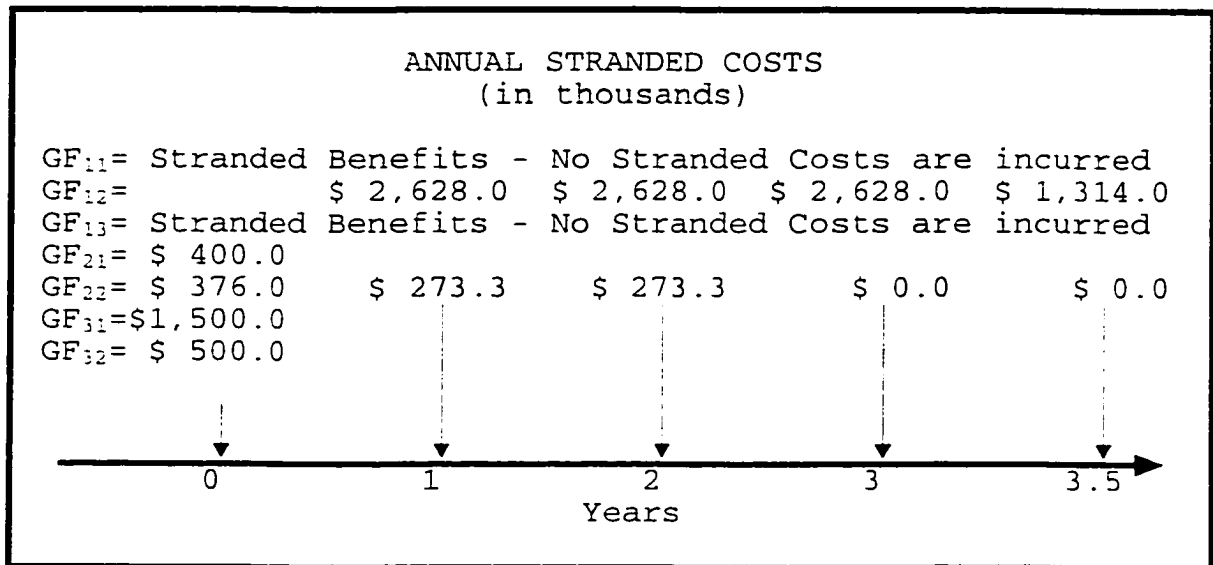 ANNUAL STRANDED COSTS
(in thousands)
GF₁₁= Stranded Benefits - No Stranded Costs are incurred
GF₁₂= $ 2,628.0 $ 2,628.0 $ 2,628.0 $ 1,314.0
GF₁₃= Stranded Benefits - No Stranded Costs are incurred
GF₂₁= $ 400.0
GF₂₂= $ 376.0 $ 273.3 $ 273.3 $ 0.0 $ 0.0
GF₃₁=$1,500.0
GF₃₂= $ 500.0
0 1 2 3 3.5
Years